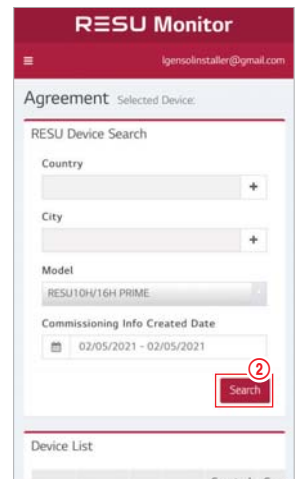 RESU Monitor
lgensolinstaller@gmail.com
Agreement Selected Device:
RESU Device Search
Country
+
City
+
Model
RESU10H/16H PRIME
Commissioning Info Created Date
02/05/2021 - 02/05/2021
②
Search
Device List